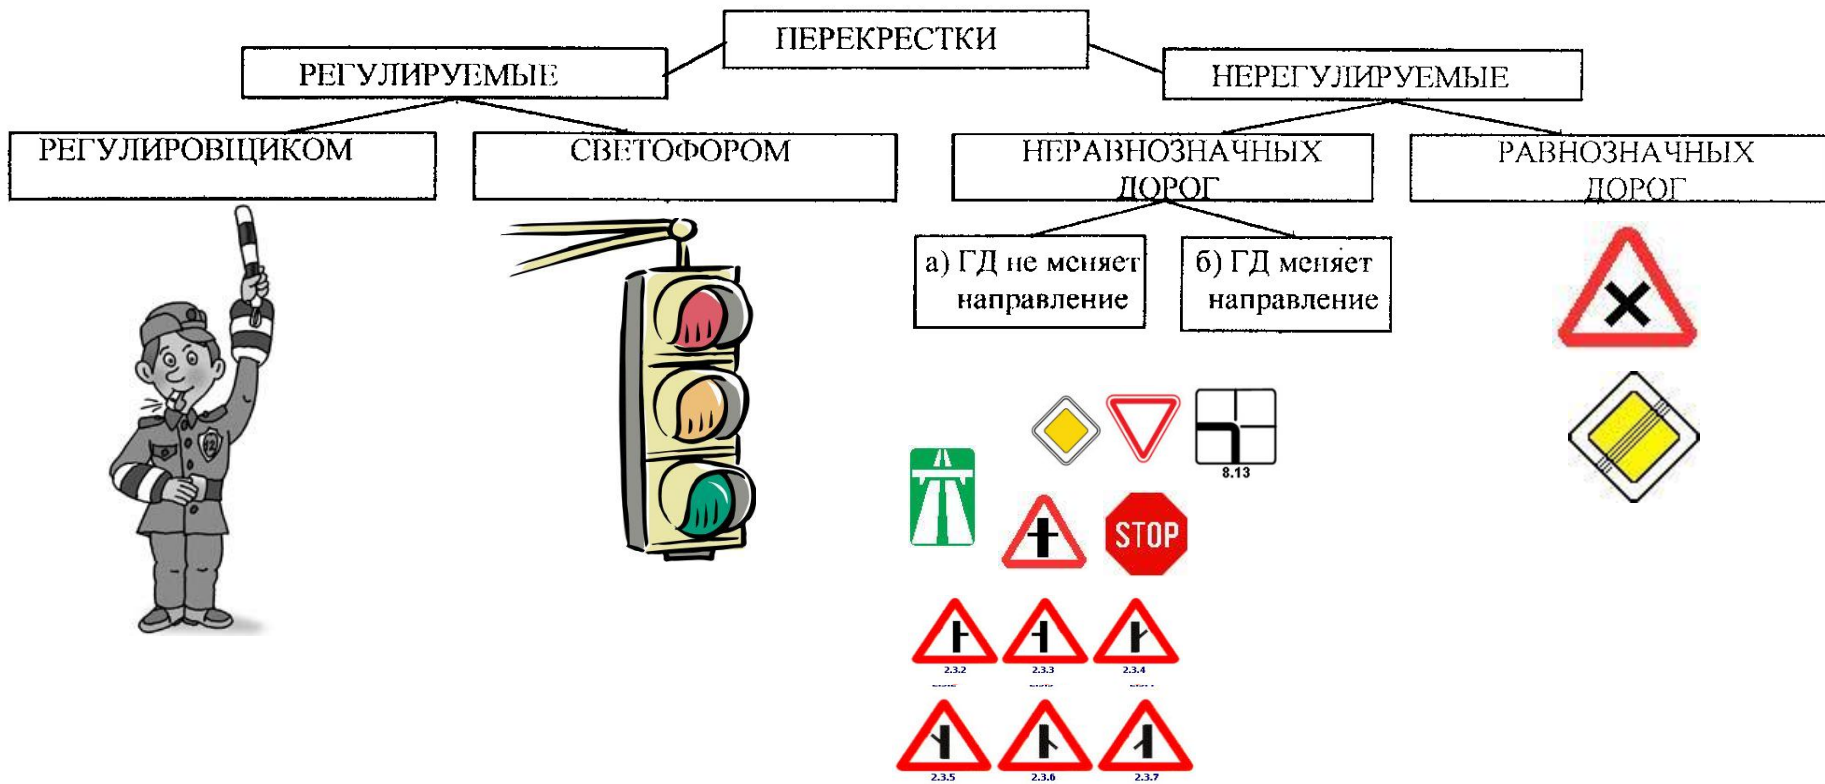 ПЕРЕКРЕСТКИ
РЕГУЛИРУЕМЫЕ
НЕРЕГУЛИРУЕМЫЕ
РЕГУЛИРОВЩИКОМ
СВЕТОФОРОМ
НЕРАВНОЗНАЧНЫХ
ДОРОГ
РАВНОЗНАЧНЫХ
ДОРОГ
а) ГД не меняет
направление
б) ГД меняет
направление
8.13
STOP
2.3.2
2.3.3
2.3.4
2.3.5
2.3.6
2.3.7